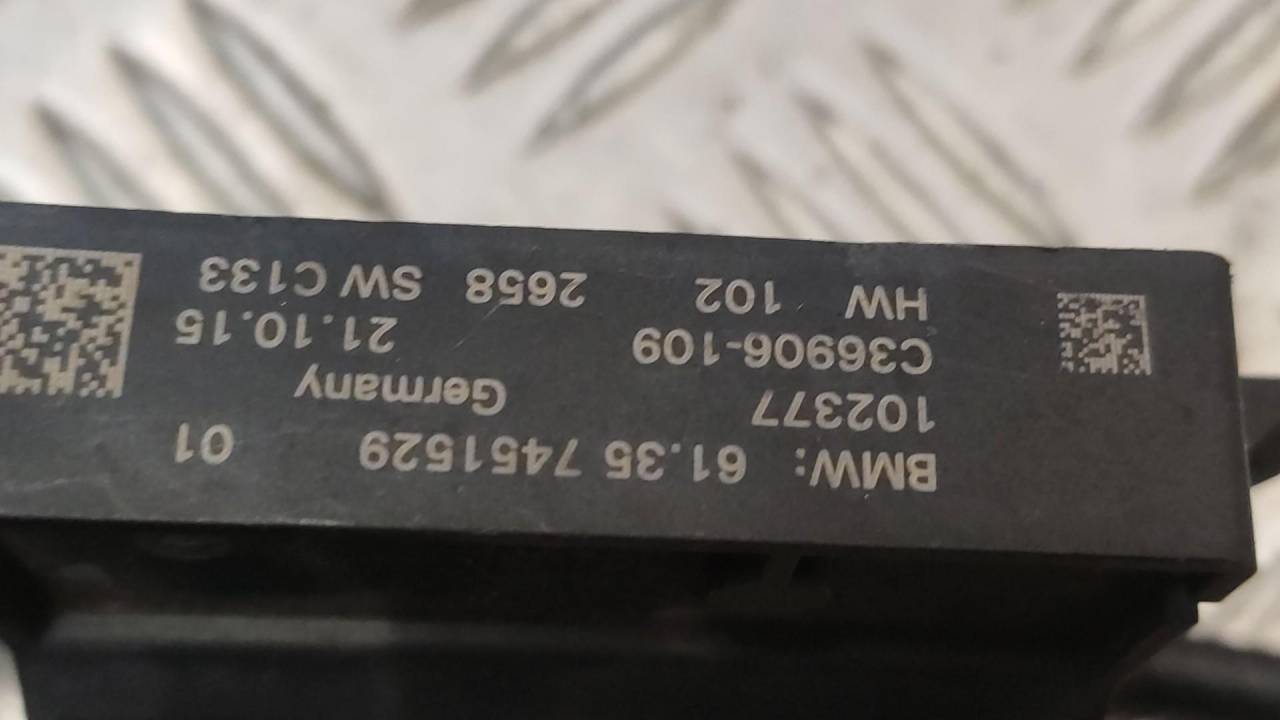 BMW: 61.35 7451529 01
102377 Germany
C36906-109 21.10.15
HW 102 2658 SW C133